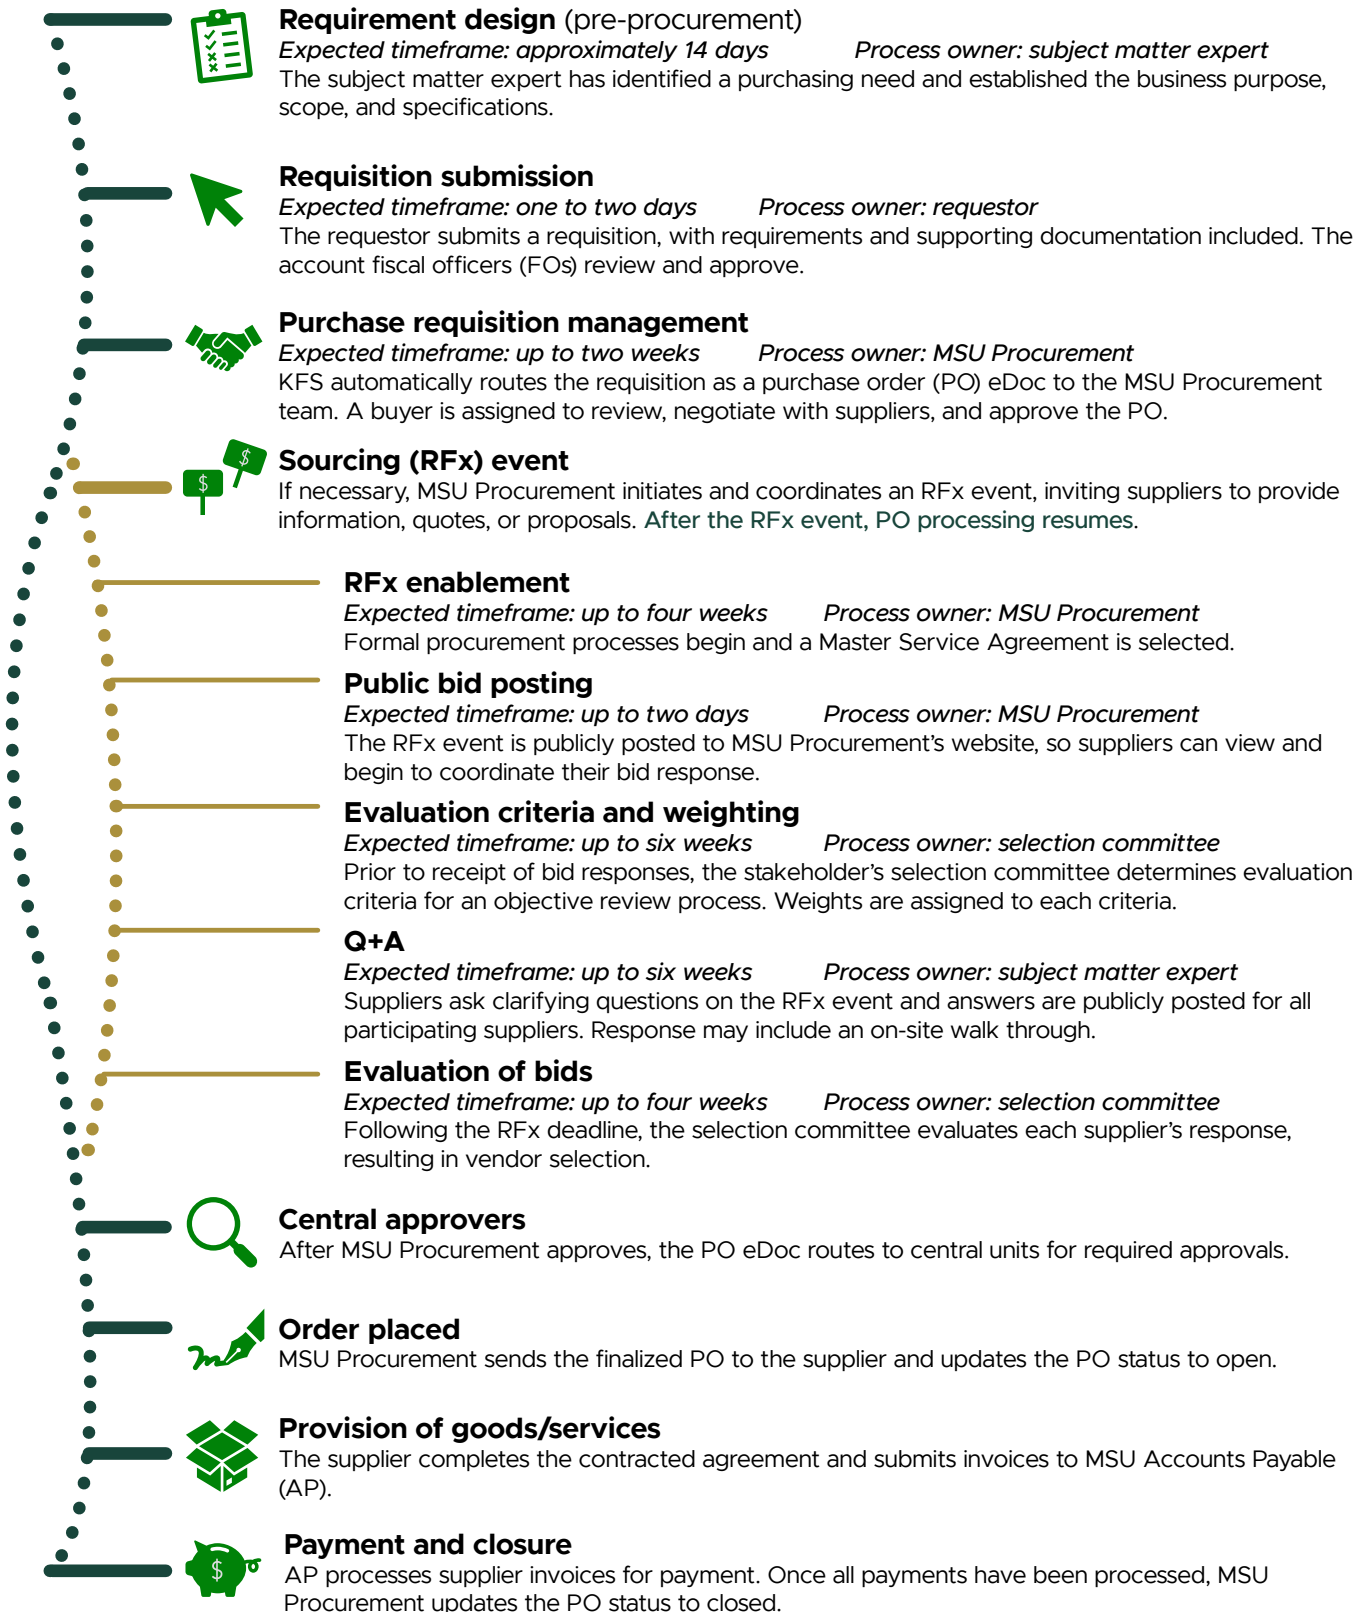 Requirement design (pre-procurement)
Expected timeframe: approximately 14 days Process owner: subject matter expert
The subject matter expert has identified a purchasing need and established the business purpose,
scope, and specifications.
Requisition submission
Expected timeframe: one to two days Process owner: requestor
The requestor submits a requisition, with requirements and supporting documentation included. The
account fiscal officers (FOs) review and approve.
Purchase requisition management
Expected timeframe: up to two weeks Process owner: MSU Procurement
KFS automatically routes the requisition as a purchase order (PO) eDoc to the MSU Procurement
team. A buyer is assigned to review, negotiate with suppliers, and approve the PO.
$
$
Sourcing (RFx) event
If necessary, MSU Procurement initiates and coordinates an RFx event, inviting suppliers to provide
information, quotes, or proposals. After the RFx event, PO processing resumes.
RFx enablement
Expected timeframe: up to four weeks Process owner: MSU Procurement
Formal procurement processes begin and a Master Service Agreement is selected.
Public bid posting
Expected timeframe: up to two days Process owner: MSU Procurement
The RFx event is publicly posted to MSU Procurement's website, so suppliers can view and
begin to coordinate their bid response.
Evaluation criteria and weighting
Expected timeframe: up to six weeks Process owner: selection committee
Prior to receipt of bid responses, the stakeholder's selection committee determines evaluation
criteria for an objective review process. Weights are assigned to each criteria.
Q+A
Expected timeframe: up to six weeks Process owner: subject matter expert
Suppliers ask clarifying questions on the RFx event and answers are publicly posted for all
participating suppliers. Response may include an on-site walk through.
Evaluation of bids
Expected timeframe: up to four weeks Process owner: selection committee
Following the RFx deadline, the selection committee evaluates each supplier's response,
resulting in vendor selection.
Central approvers
After MSU Procurement approves, the PO eDoc routes to central units for required approvals.
Order placed
MSU Procurement sends the finalized PO to the supplier and updates the PO status to open.
Provision of goods/services
The supplier completes the contracted agreement and submits invoices to MSU Accounts Payable
(AP).
$
Payment and closure
AP processes supplier invoices for payment. Once all payments have been processed, MSU
Procurement updates the PO status to closed.